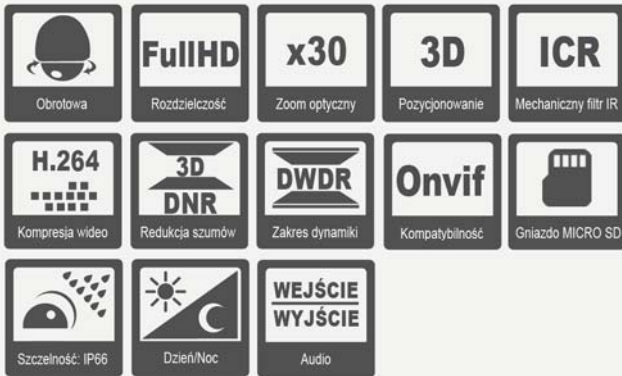 FullHD
x30
3D
ICR
Obrotowa
Rozdzielczość
Zoom optyczny
Pozycjonowanie
Mechaniczny filtr IR
H.264
3D
DNR
DWDR
Onvif
Kompresja wideo
Redukcja szumów
Zakres dynamiki
Kompatybilność
Gniazdo MICRO SD
WEJŚCIE
WYJŚCIE
Szczelność: IP66
Dzień/Noc
Audio